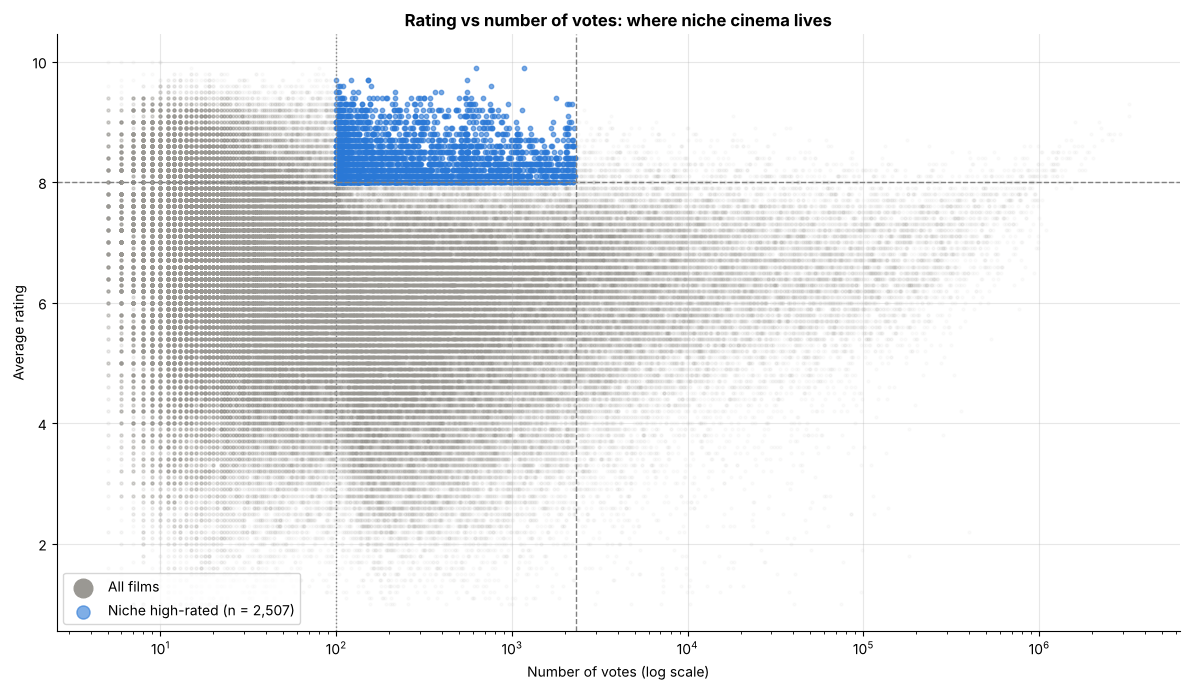 Rating vs number of votes: where niche cinema lives
Average rating
10
8
6
4
2
All films
Niche high-rated (n = 2,507)
10¹
10²
10³
10⁴
10⁵
10⁶
Number of votes (log scale)